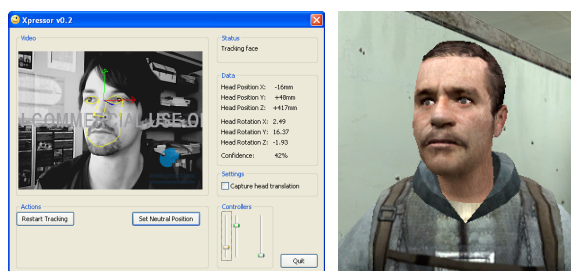 Xpressor v0.2
Video
LCOMMERCIALUSE.O
Status
Tracking face
Data
Head Position X: -16mm
Head Position Y: +48mm
Head Position Z: +417mm
Head Rotation X: 2.49
Head Rotation Y: 16.37
Head Rotation Z: -1.93
Confidence: 42%
Settings
Capture head translation
Actions
Restart Tracking
Set Neutral Position
Controllers
Quit